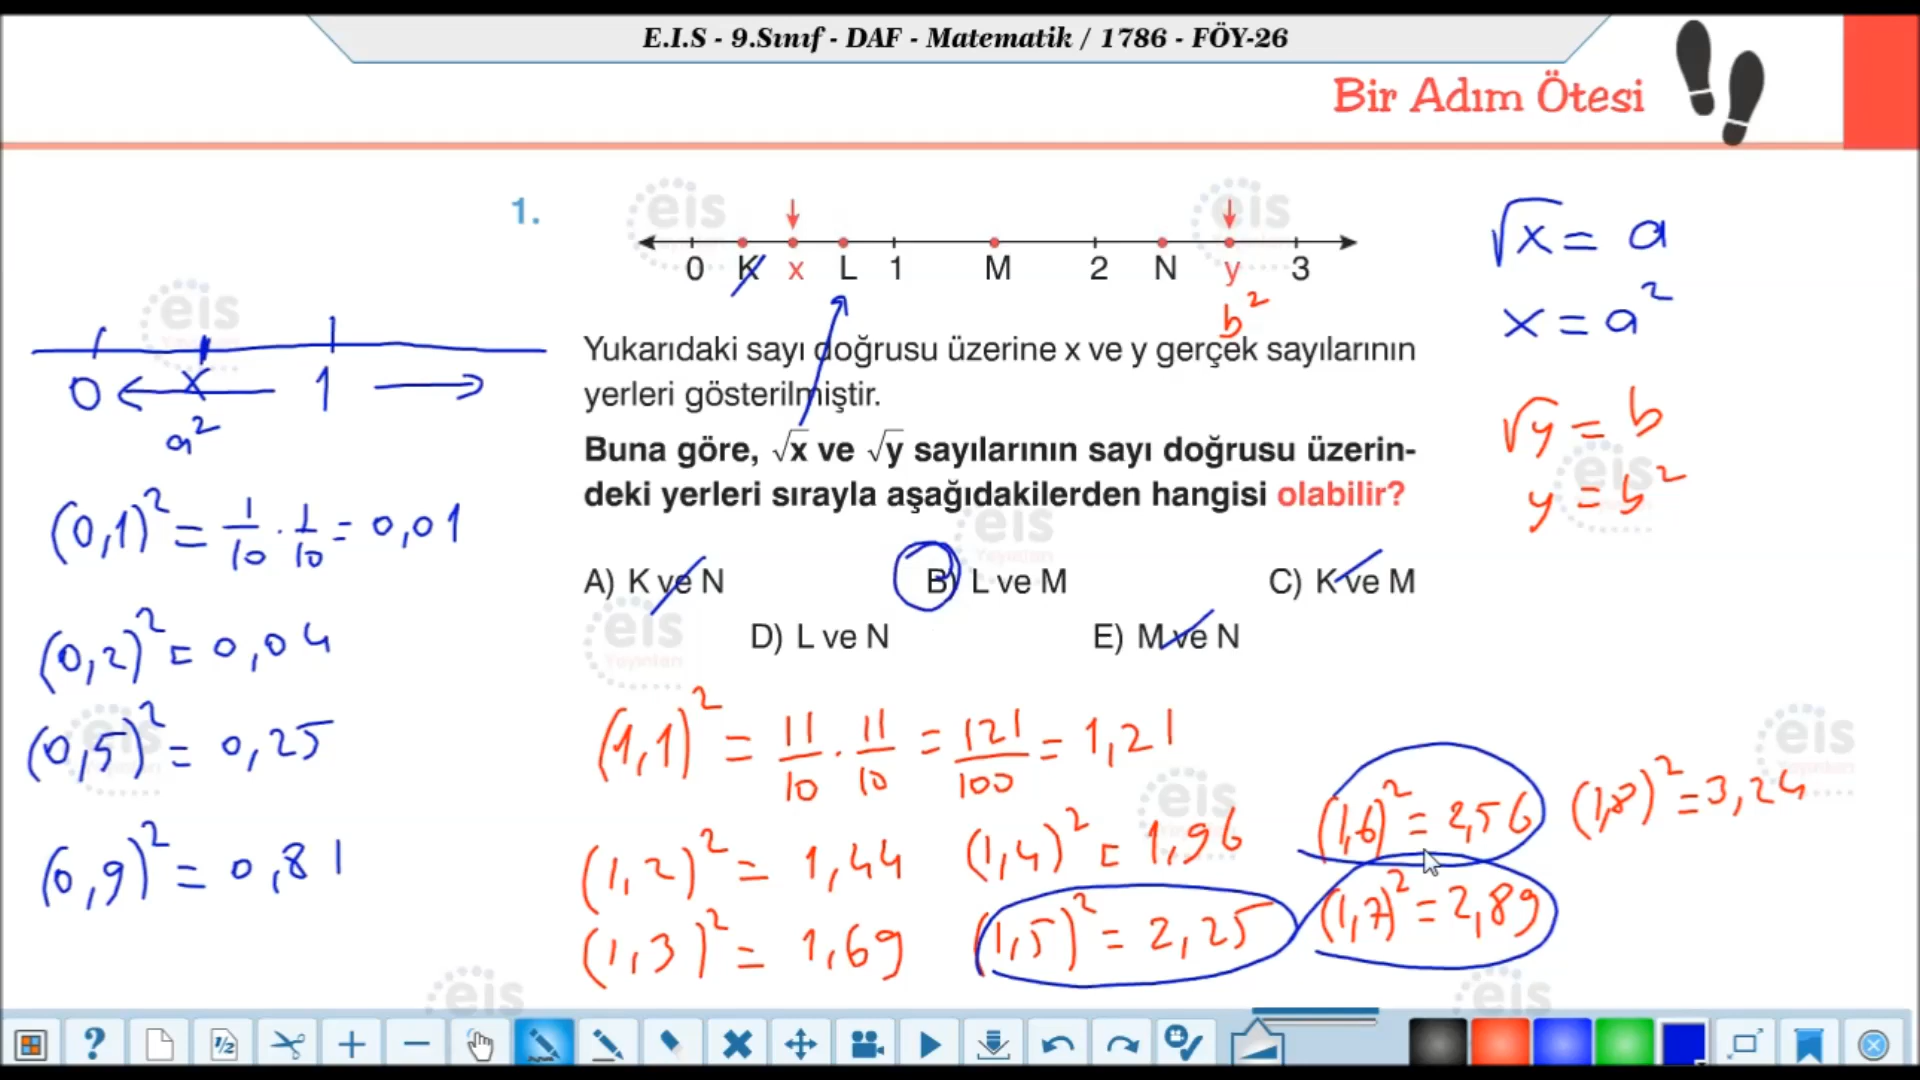 E.I.S - 9.Sınıf - DAF - Matematik / 1786 - FÖY-26
Bir Adım Ötesi
1.
0 K x L 1 M 2 N y 3
b²
Yukarıdaki sayı doğrusu üzerine x ve y gerçek sayılarının
yerleri gösterilmiştir.
Buna göre, √x ve √y sayılarının sayı doğrusu üzerin-
deki yerleri sırayla aşağıdakilerden hangisi olabilir?
A) K ve N B) L ve M C) K ve M
D) L ve N E) M ve N
√x = a
x = a²
√y = b
y = b²
0 x 1
a²
(0,1)² = 1/10 · 1/10 = 0,01
(0,2)² = 0,04
(0,5)² = 0,25
(0,9)² = 0,81
(1,1)² = 11/10 · 11/10 = 121/100 = 1,21
(1,2)² = 1,44
(1,3)² = 1,69
(1,4)² = 1,96
(1,5)² = 2,25
(1,6)² = 2,56
(1,7)² = 2,89
(1,8)² = 3,24
eis
Yayınları
1/2
?